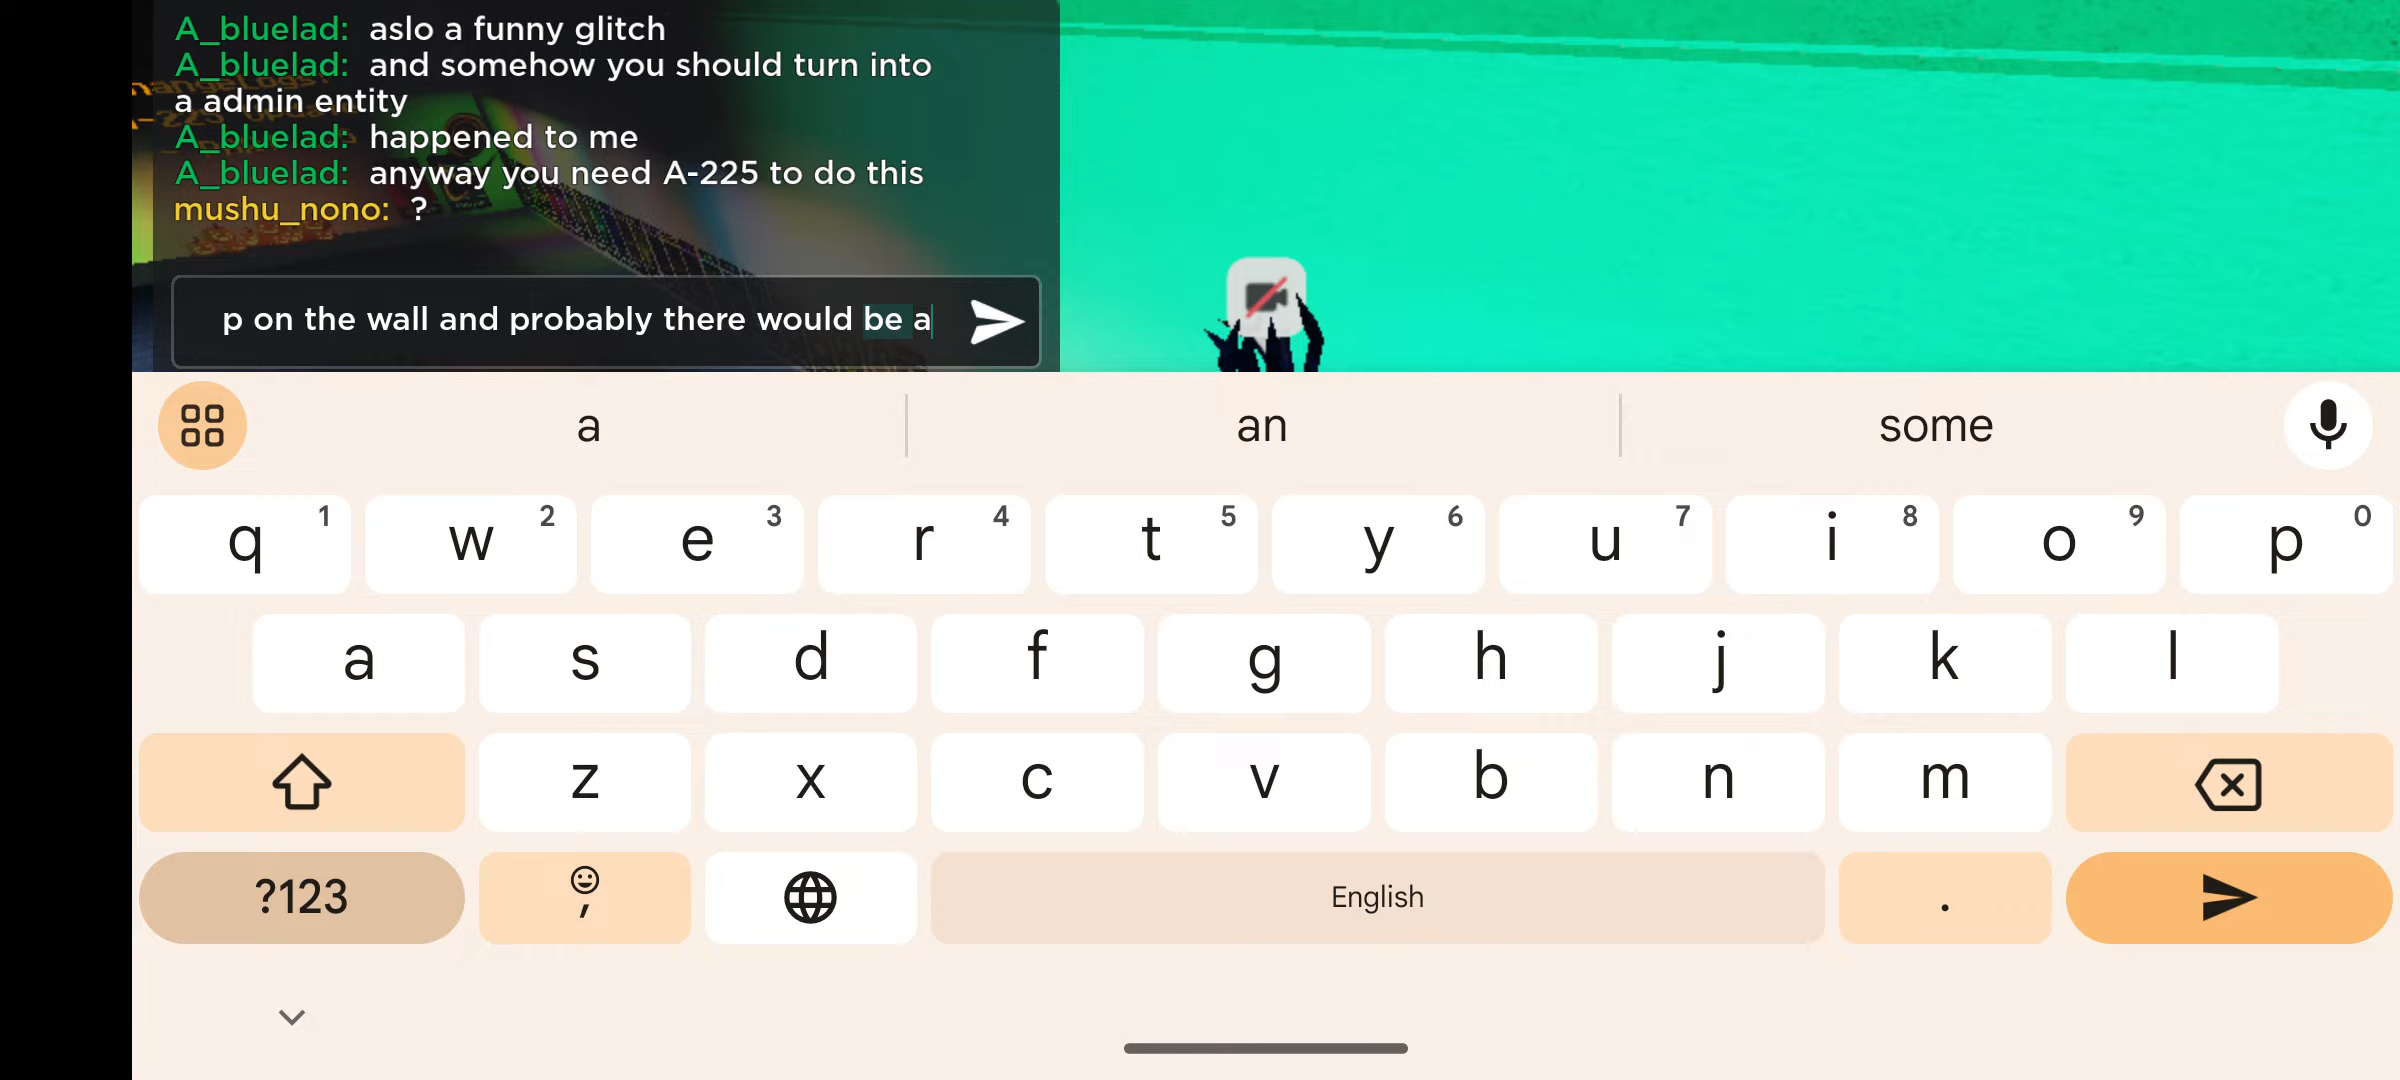 A_bluelad: aslo a funny glitch
A_bluelad: and somehow you should turn into
a admin entity
A_bluelad: happened to me
A_bluelad: anyway you need A-225 to do this
mushu_nono: ?
p on the wall and probably there would be a
a an some
q 1 w 2 e 3 r 4 t 5 y 6 u 7 i 8 o 9 p 0
a s d f g h j k l
z x c v b n m
?123 , English .